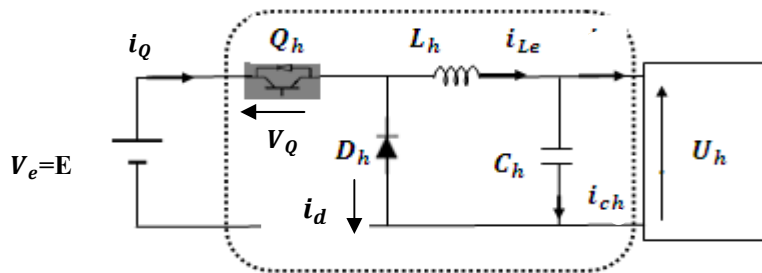 i_Q
Q_h
L_h
i_Le
V_Q
V_e=E
D_h
C_h
U_h
i_d
i_ch